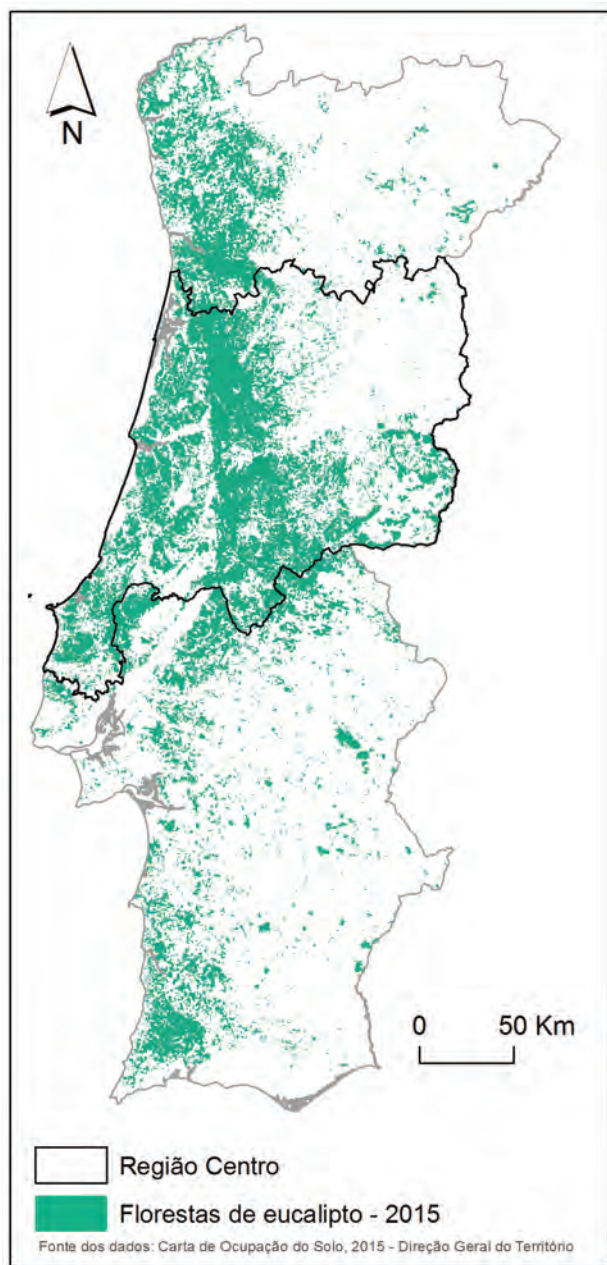 N
0 50 Km
Região Centro
Florestas de eucalipto - 2015
Fonte dos dados: Carta de Ocupação do Solo, 2015 - Direção Geral do Território